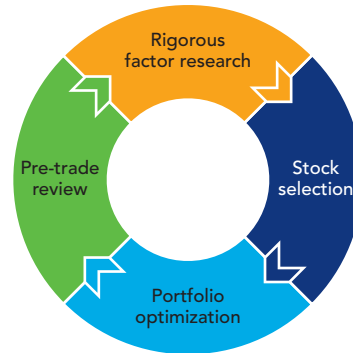 Rigorous
factor research
Stock
selection
Portfolio
optimization
Pre-trade
review